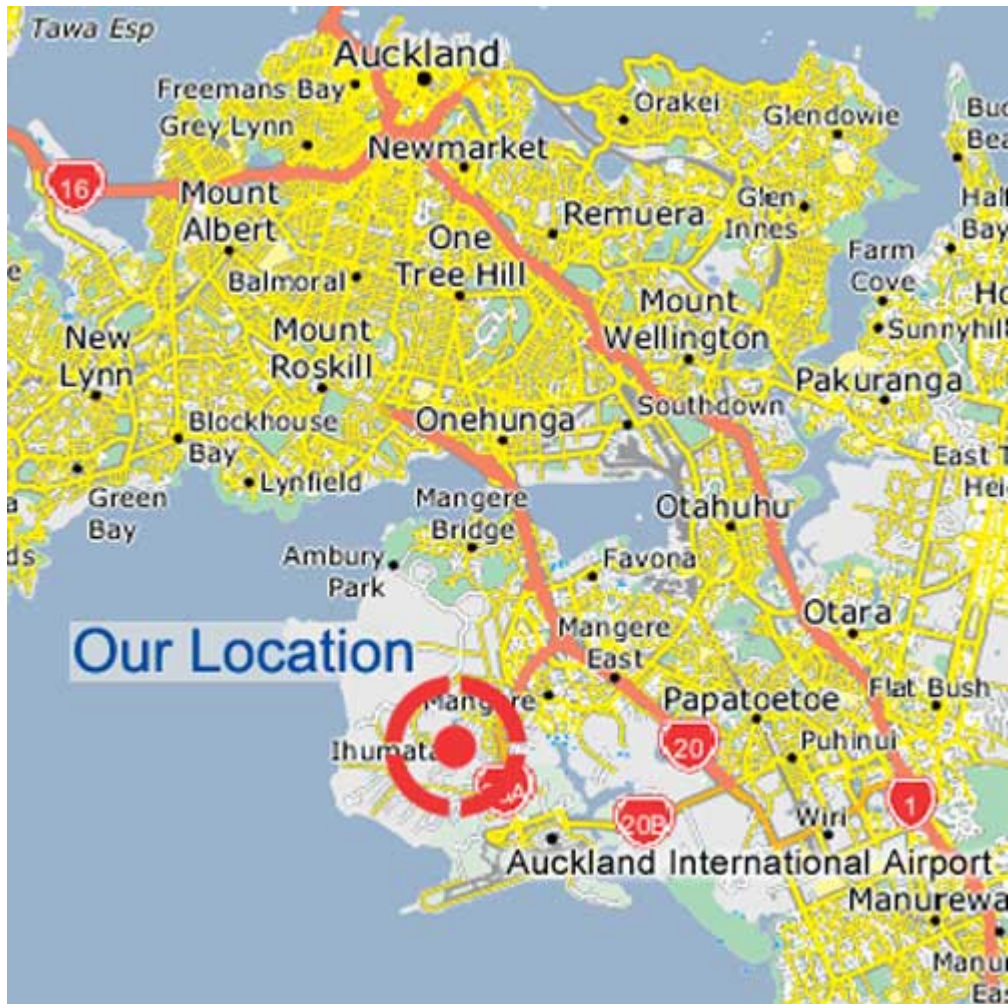 Tawa Esp
Auckland
Freemans Bay
Orakei
Glendowie
Grey Lynn
Newmarket
16
Mount
Albert
Remuera
Glen
Innes
One
Tree Hill
Farm
Cove
Balmoral
Mount
Wellington
Sunnyhill
New
Lynn
Mount
Roskill
Pakuranga
Blockhouse
Bay
Onehunga
Southdown
Lynfield
Green
Bay
Mangere
Bridge
Otahuhu
East
Ambury
Park
Favona
Otara
Mangere
East
Our Location
Mangere
Papatoetoe
Flat Bush
Ihumata
20
Puhinui
20B
1
Wiri
Auckland International Airport
Manurewa